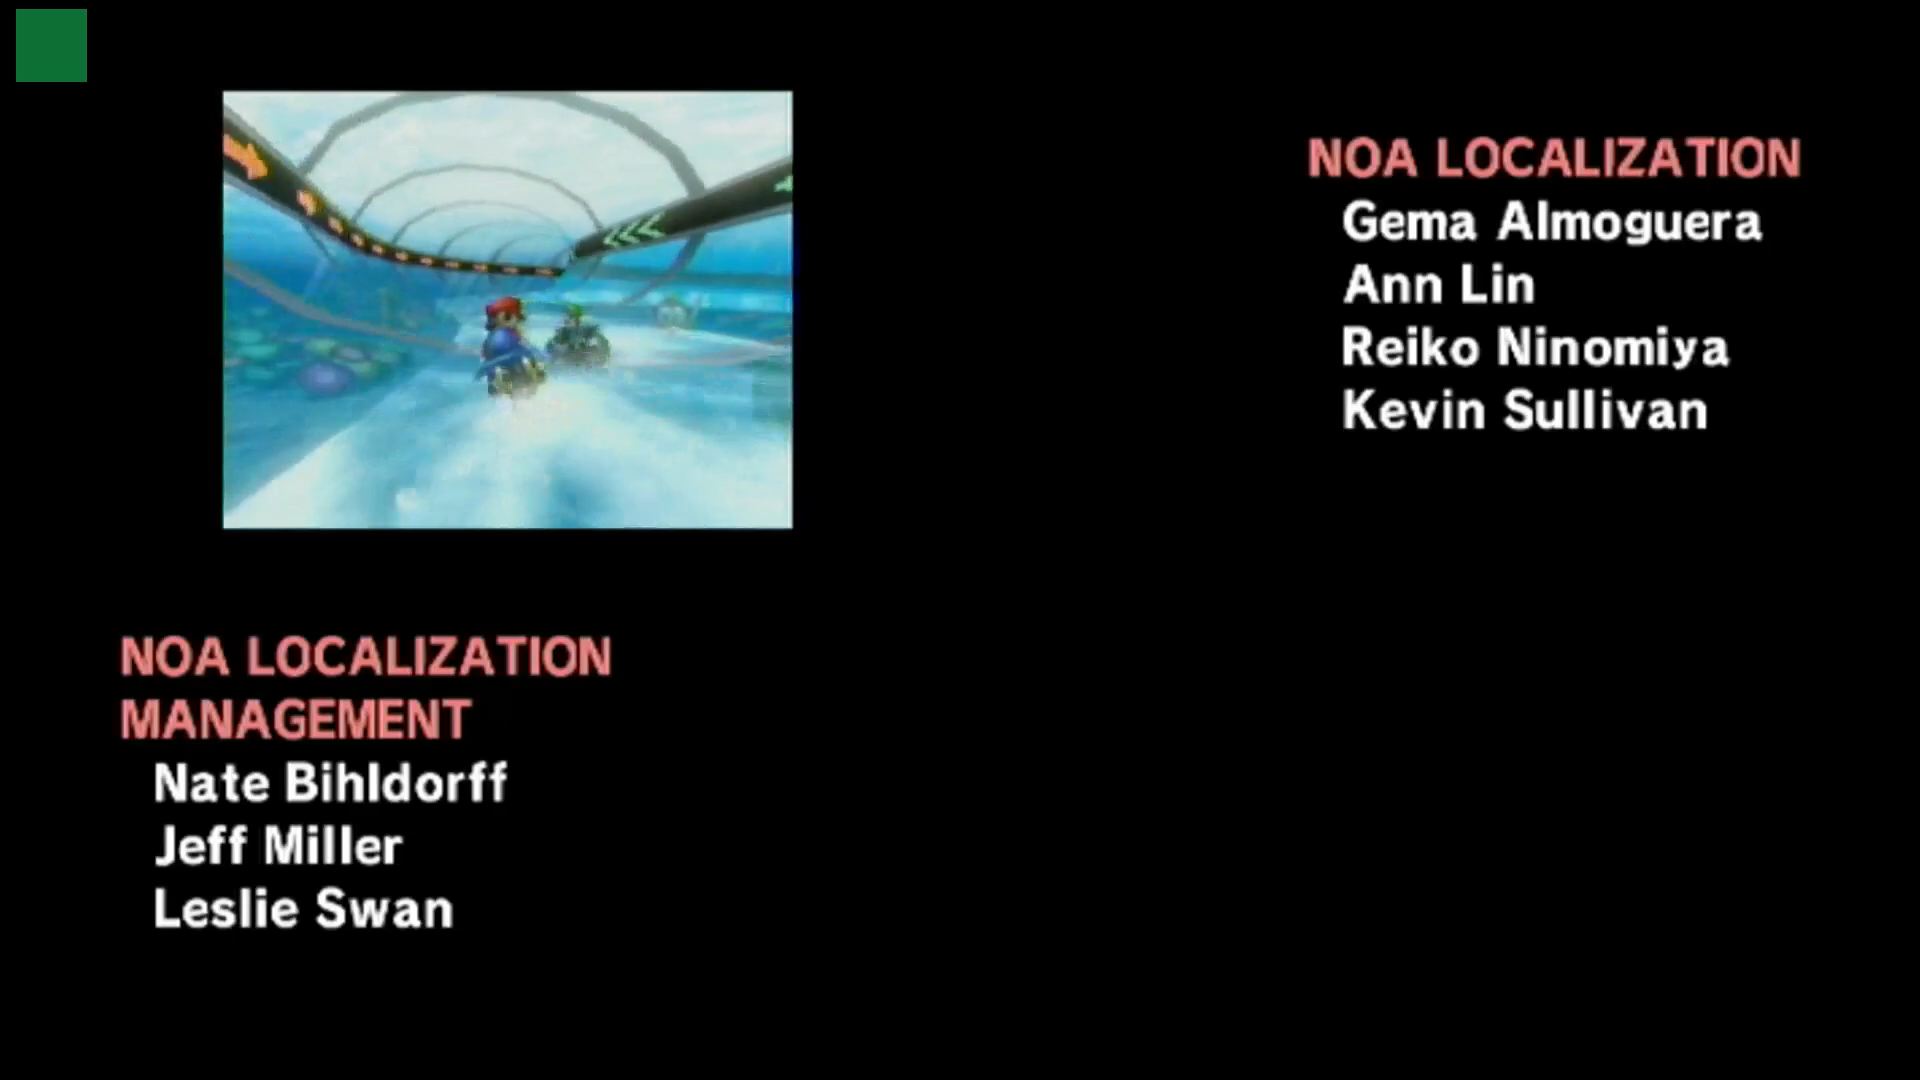 NOA LOCALIZATION
Gema Almoguera
Ann Lin
Reiko Ninomiya
Kevin Sullivan
NOA LOCALIZATION
MANAGEMENT
Nate Bihldorff
Jeff Miller
Leslie Swan